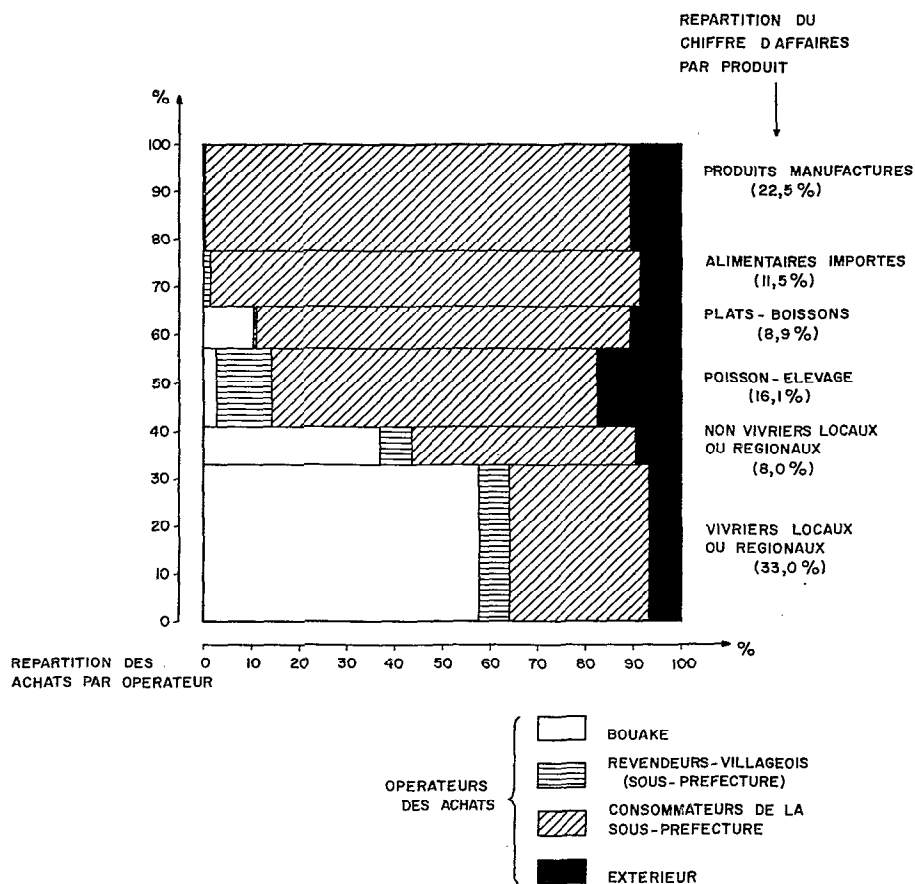 REPARTITION DU
CHIFFRE D'AFFAIRES
PAR PRODUIT
%
100
90
80
70
60
50
40
30
20
10
0
PRODUITS MANUFACTURES
(22,5%)
ALIMENTAIRES IMPORTES
(11,5%)
PLATS-BOISSONS
(8,9%)
POISSON-ELEVAGE
(16,1%)
NON VIVRIERS LOCAUX
OU REGIONAUX
(8,0%)
VIVRIERS LOCAUX
OU REGIONAUX
(33,0%)
0 10 20 30 40 50 60 70 80 90 100 %
REPARTITION DES
ACHATS PAR OPERATEUR
OPERATEURS
DES ACHATS
BOUAKE
REVENDEURS-VILLAGEOIS
(SOUS-PREFECTURE)
CONSOMMATEURS DE LA
SOUS-PREFECTURE
EXTERIEUR